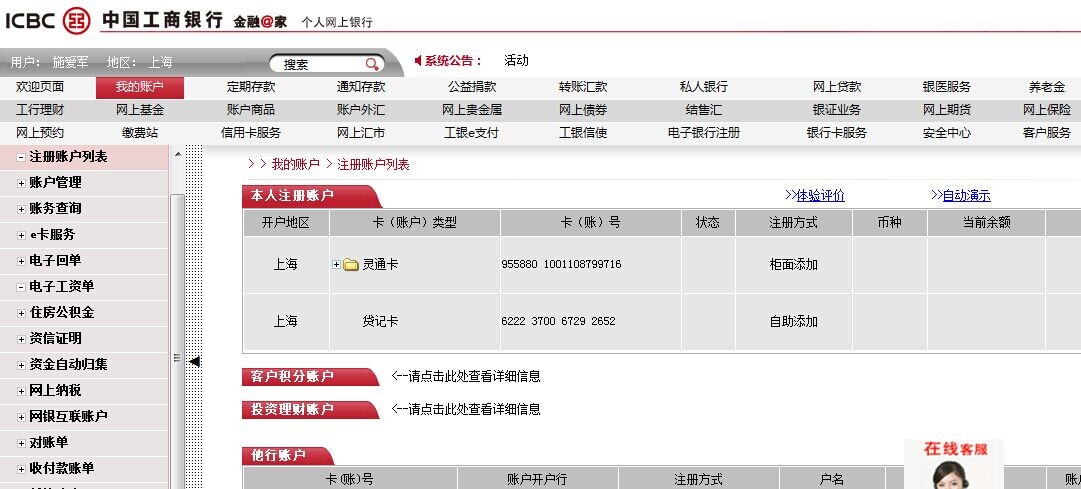 ICBC 中国工商银行 金融@家 个人网上银行
用户： 施爱军 地区： 上海 搜索 系统公告： 活动
欢迎页面 我的账户 定期存款 通知存款 公益捐款 转账汇款 私人银行 网上贷款 银医服务 养老金
工行理财 网上基金 账户商品 账户外汇 网上贵金属 网上债券 结售汇 银证业务 网上期货 网上保险
网上预约 缴费站 信用卡服务 网上汇市 工银e支付 工银信使 电子银行注册 银行卡服务 安全中心 客户服务
注册账户列表
账户管理
账务查询
e卡服务
电子回单
电子工资单
住房公积金
资信证明
资金自动归集
网上纳税
网银互联账户
对账单
收付款账单
>> 我的账户 > 注册账户列表
本人注册账户 >>体验评价 >>自动演示
开户地区 卡（账户）类型 卡（账）号 状态 注册方式 币种 当前余额
上海 灵通卡 955880 1001108799716 柜面添加
上海 贷记卡 6222 3700 6729 2652 自助添加
客户积分账户 <--请点击此处查看详细信息
投资理财账户 <--请点击此处查看详细信息
他行账户
卡(账)号 账户开户行 注册方式 户名 账
在线客服